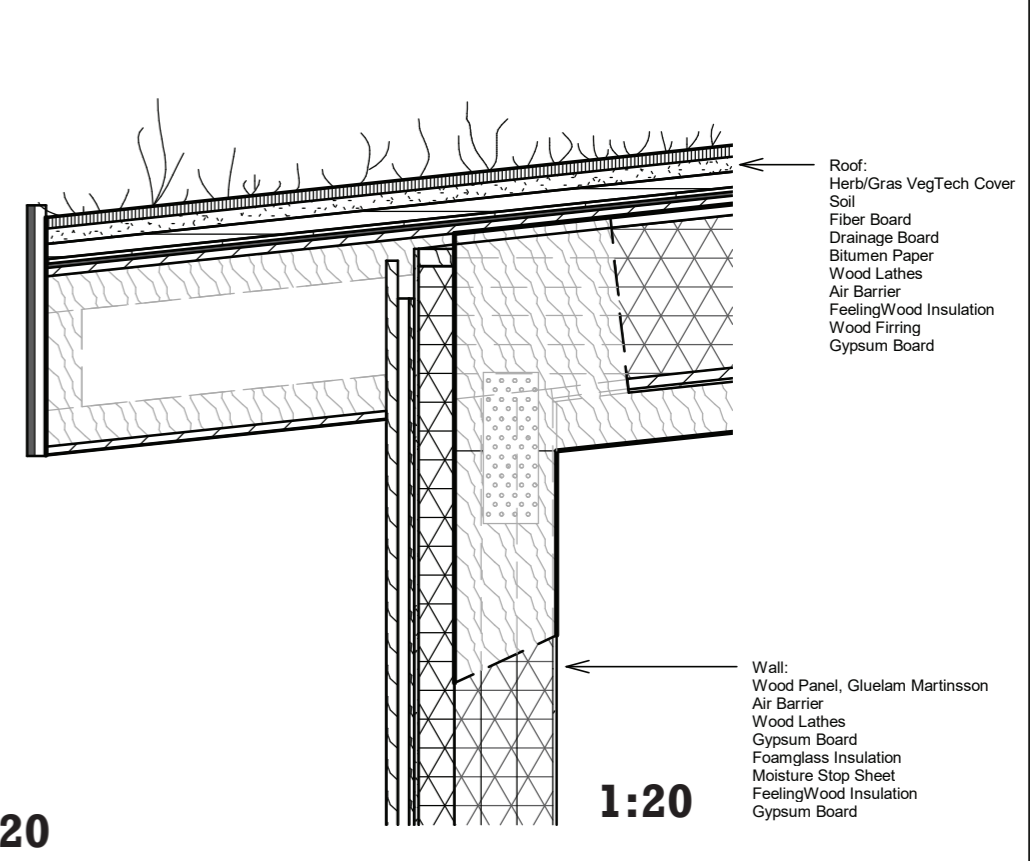 Roof:
Herb/Gras VegTech Cover
Soil
Fiber Board
Drainage Board
Bitumen Paper
Wood Lathes
Air Barrier
FeelingWood Insulation
Wood Firring
Gypsum Board
Wall:
Wood Panel, Gluelam Martinsson
Air Barrier
Wood Lathes
Gypsum Board
Foamglass Insulation
Moisture Stop Sheet
FeelingWood Insulation
Gypsum Board
1:20
20